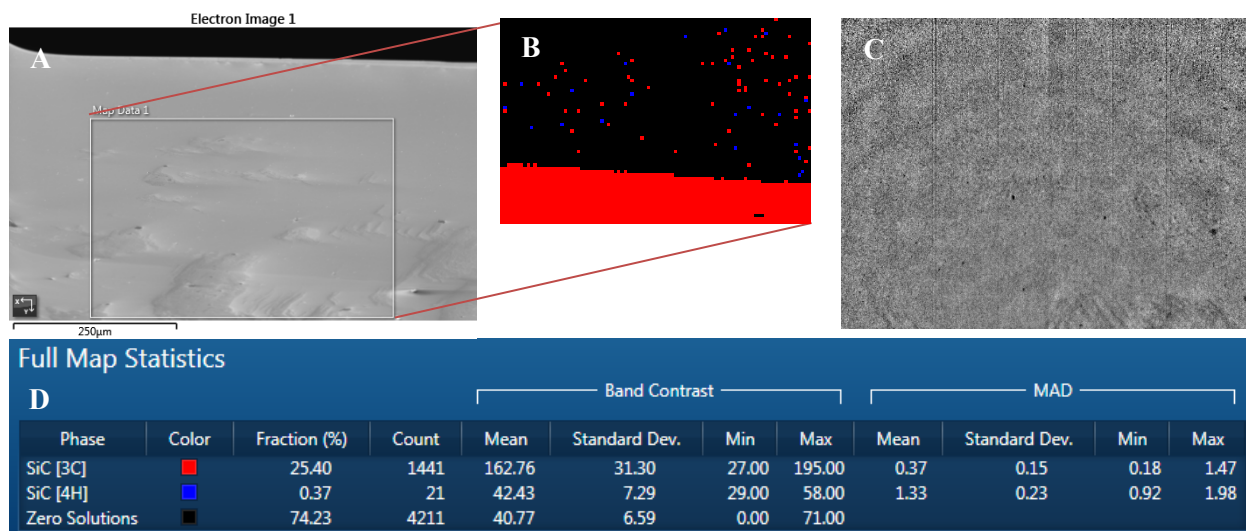 Electron Image 1
A
B
C
Map Data 1
X
Y
250µm
Full Map Statistics
D
Band Contrast MAD
Phase Color Fraction (%) Count Mean Standard Dev. Min Max Mean Standard Dev. Min Max
SiC [3C] 25.40 1441 162.76 31.30 27.00 195.00 0.37 0.15 0.18 1.47
SiC [4H] 0.37 21 42.43 7.29 29.00 58.00 1.33 0.23 0.92 1.98
Zero Solutions 74.23 4211 40.77 6.59 0.00 71.00